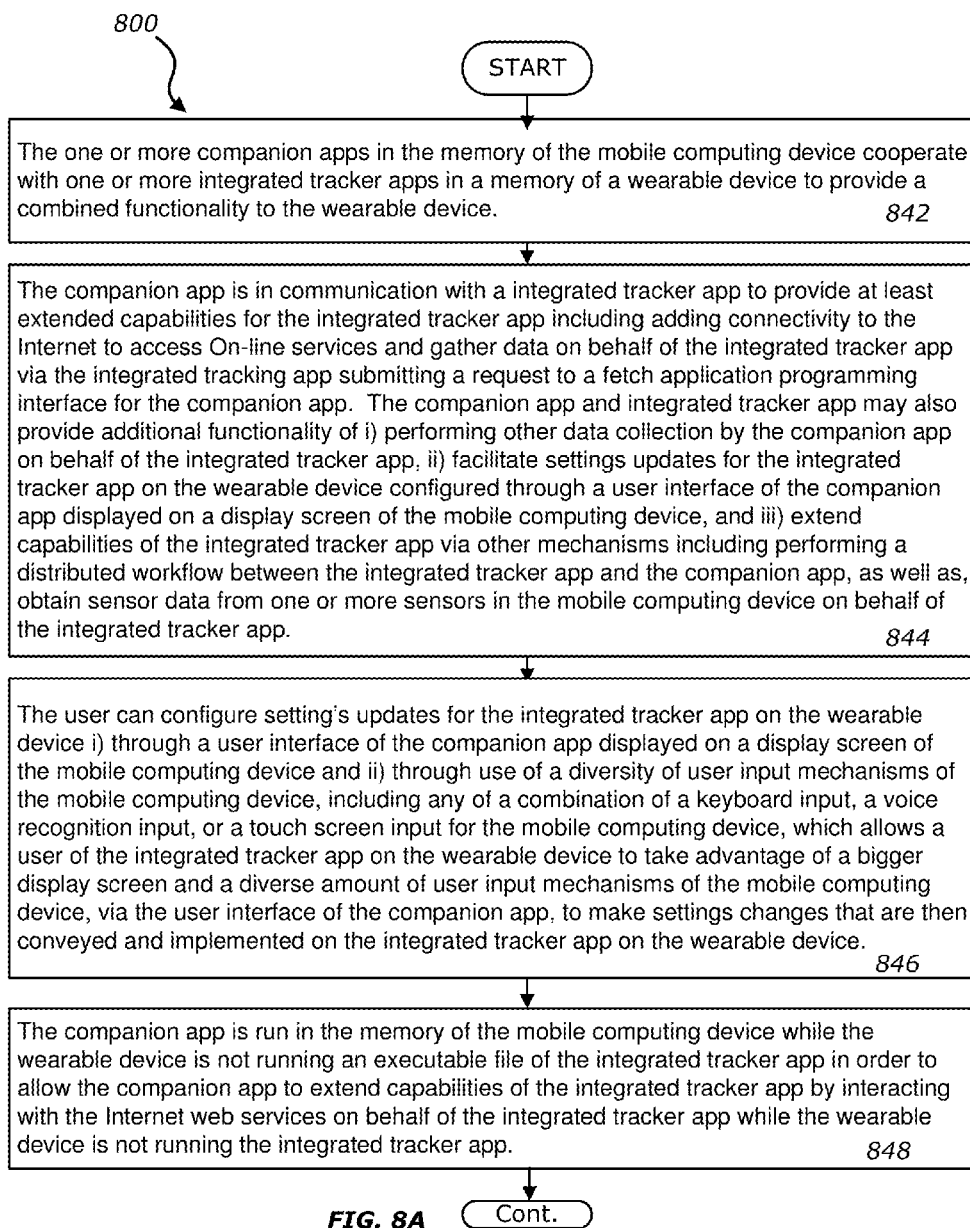 800
START
The one or more companion apps in the memory of the mobile computing device cooperate
with one or more integrated tracker apps in a memory of a wearable device to provide a
combined functionality to the wearable device.
842
The companion app is in communication with a integrated tracker app to provide at least
extended capabilities for the integrated tracker app including adding connectivity to the
Internet to access On-line services and gather data on behalf of the integrated tracker app
via the integrated tracking app submitting a request to a fetch application programming
interface for the companion app.  The companion app and integrated tracker app may also
provide additional functionality of i) performing other data collection by the companion app
on behalf of the integrated tracker app, ii) facilitate settings updates for the integrated
tracker app on the wearable device configured through a user interface of the companion
app displayed on a display screen of the mobile computing device, and iii) extend
capabilities of the integrated tracker app via other mechanisms including performing a
distributed workflow between the integrated tracker app and the companion app, as well as,
obtain sensor data from one or more sensors in the mobile computing device on behalf of
the integrated tracker app.
844
The user can configure setting's updates for the integrated tracker app on the wearable
device i) through a user interface of the companion app displayed on a display screen of
the mobile computing device and ii) through use of a diversity of user input mechanisms of
the mobile computing device, including any of a combination of a keyboard input, a voice
recognition input, or a touch screen input for the mobile computing device, which allows a
user of the integrated tracker app on the wearable device to take advantage of a bigger
display screen and a diverse amount of user input mechanisms of the mobile computing
device, via the user interface of the companion app, to make settings changes that are then
conveyed and implemented on the integrated tracker app on the wearable device.
846
The companion app is run in the memory of the mobile computing device while the
wearable device is not running an executable file of the integrated tracker app in order to
allow the companion app to extend capabilities of the integrated tracker app by interacting
with the Internet web services on behalf of the integrated tracker app while the wearable
device is not running the integrated tracker app.
848
FIG. 8A
Cont.